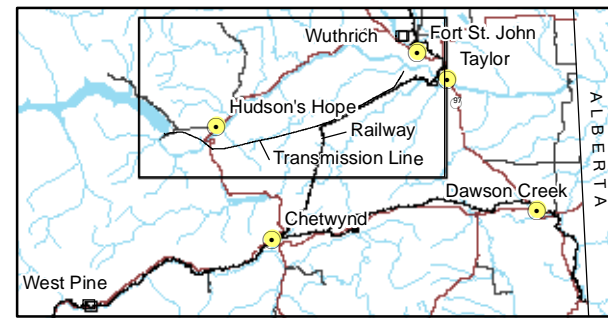 Wuthrich
Fort St. John
Taylor
97
Hudson's Hope
Railway
Transmission Line
ALBERTA
Dawson Creek
Chetwynd
West Pine